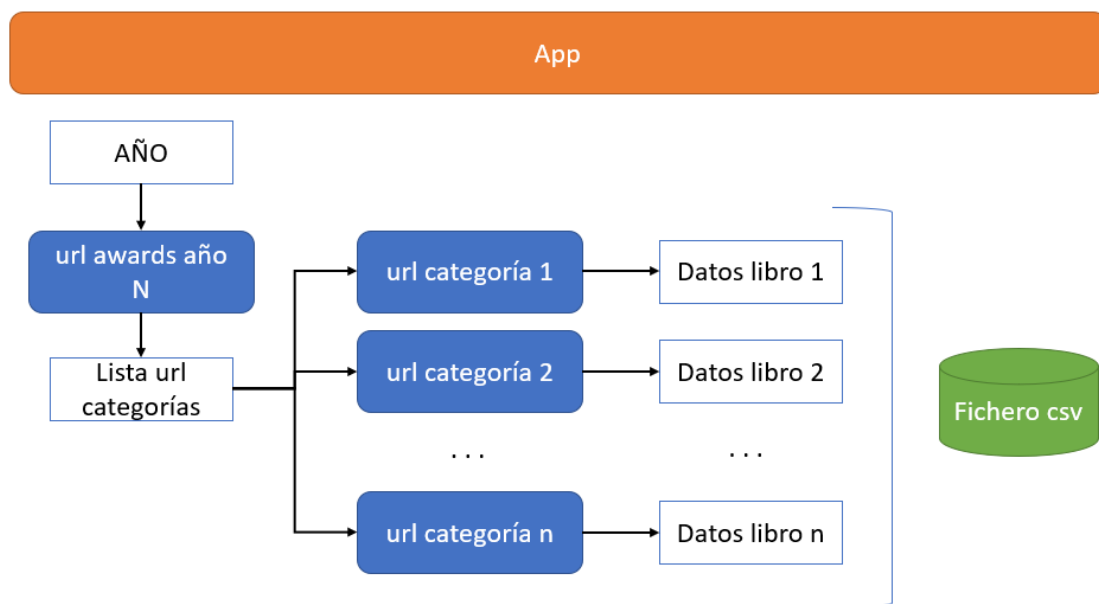 App
AÑO
url awards año
N
Lista url
categorías
url categoría 1
Datos libro 1
url categoría 2
Datos libro 2
. . .
. . .
url categoría n
Datos libro n
Fichero csv